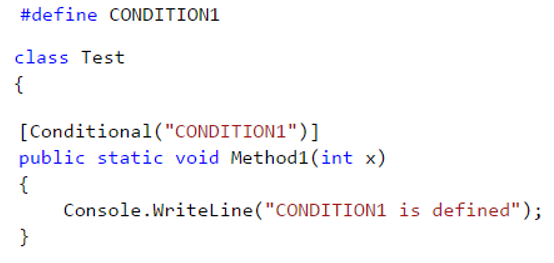 #define CONDITION1
class Test
{
[Conditional("CONDITION1")]
public static void Method1(int x)
{
Console.WriteLine("CONDITION1 is defined");
}